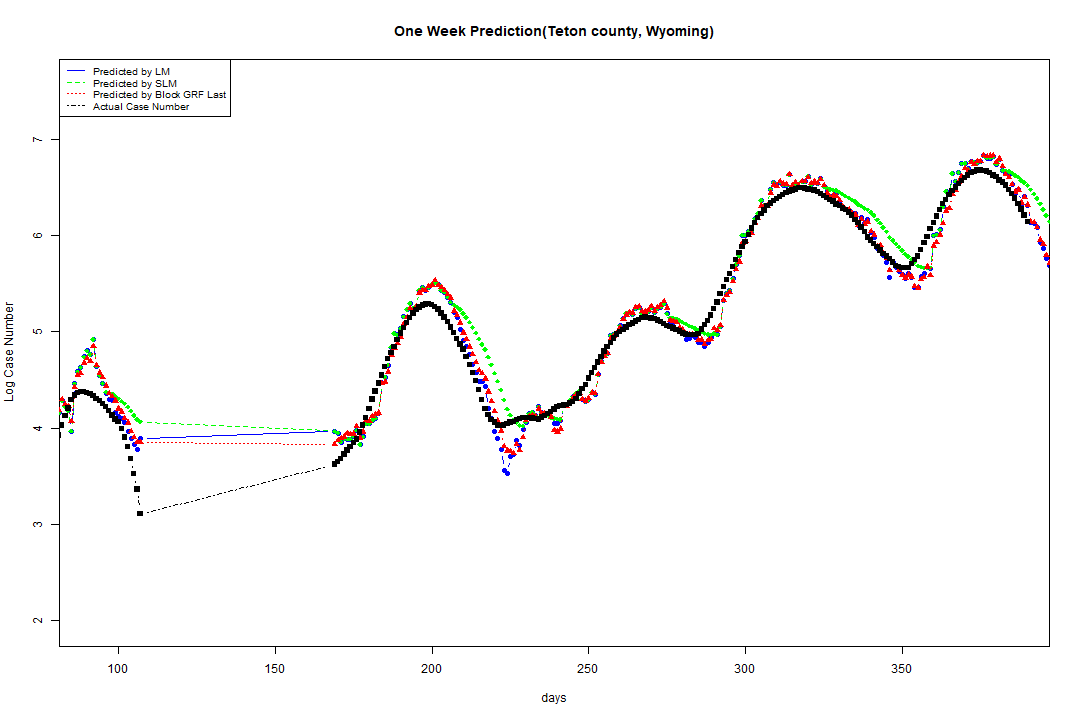 One Week Prediction(Teton county, Wyoming)
Predicted by LM
Predicted by SLM
Predicted by Block GRF Last
Actual Case Number
Log Case Number
7
6
5
4
3
2
100 150 200 250 300 350
days